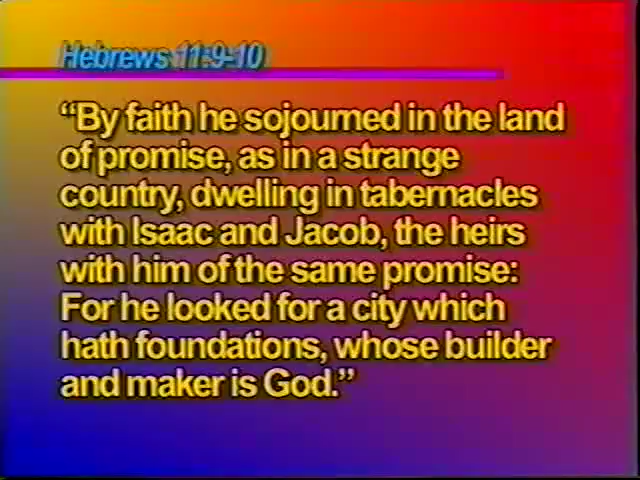 Hebrews 11:9-10
“By faith he sojourned in the land
of promise, as in a strange
country, dwelling in tabernacles
with Isaac and Jacob, the heirs
with him of the same promise:
For he looked for a city which
hath foundations, whose builder
and maker is God.”